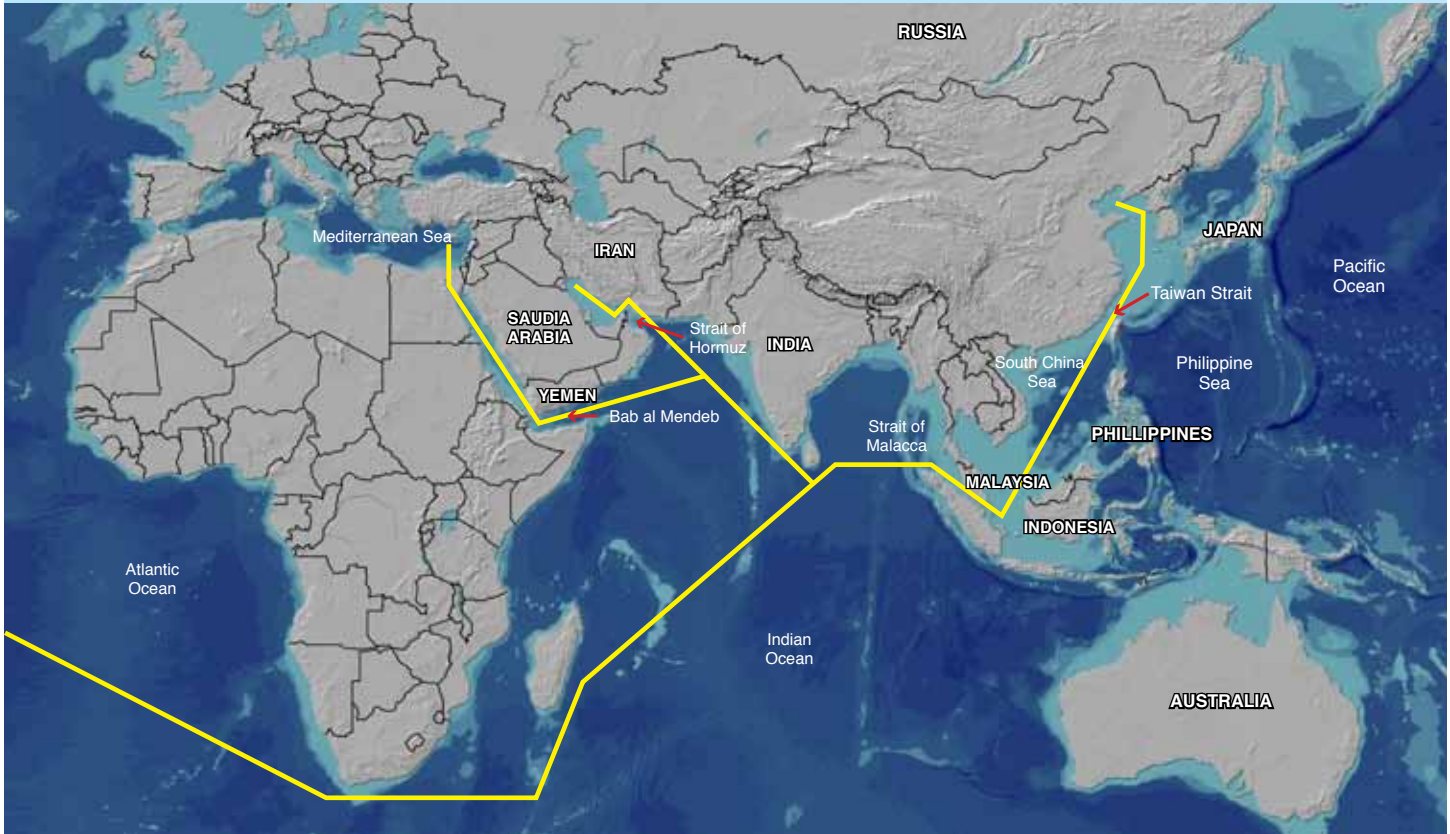 RUSSIA
JAPAN
Mediterranean Sea
IRAN
Pacific
Ocean
Taiwan Strait
SAUDIA
ARABIA
Strait of
Hormuz
INDIA
South China
Sea
Philippine
Sea
YEMEN
Bab al Mendeb
Strait of
Malacca
PHILLIPPINES
MALAYSIA
INDONESIA
Atlantic
Ocean
Indian
Ocean
AUSTRALIA